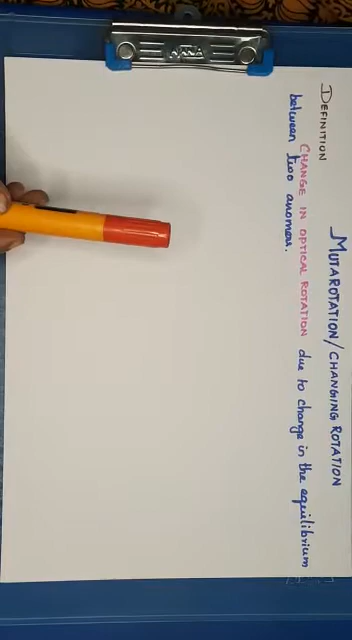 MUTAROTATION/CHANGING ROTATION
DEFINITION
CHANGE IN OPTICAL ROTATION due to change in the equilibrium
between two anomers.